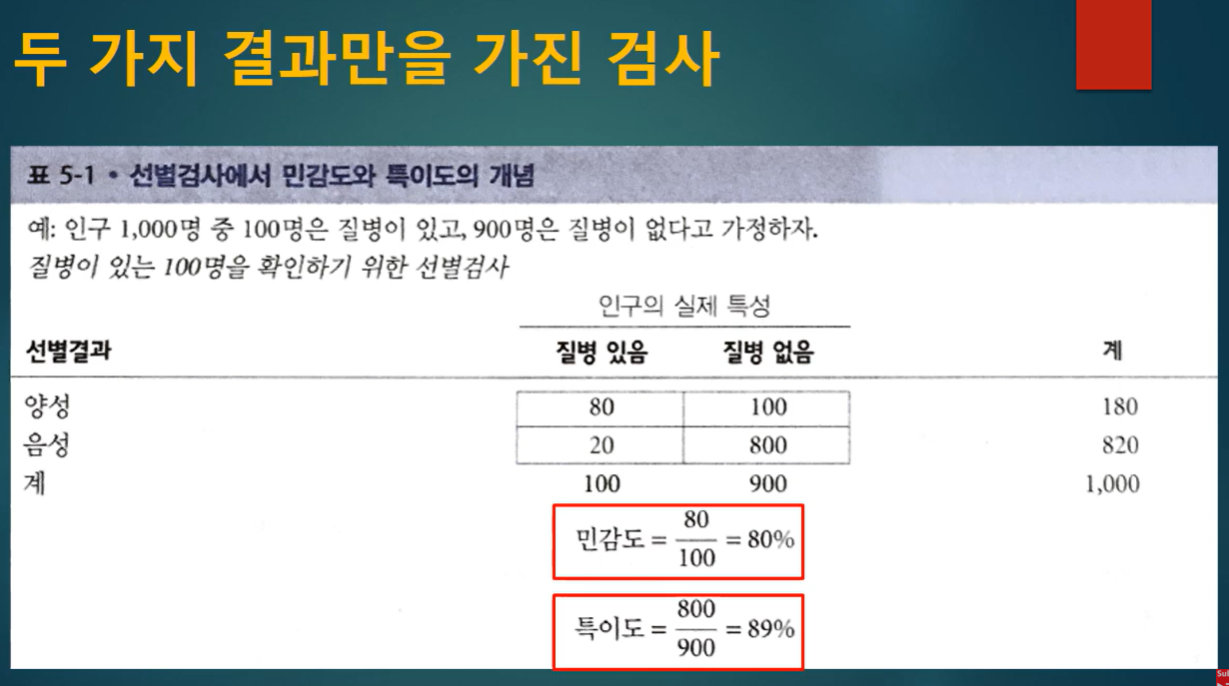 두 가지 결과만을 가진 검사
표 5-1 • 선별검사에서 민감도와 특이도의 개념
예: 인구 1,000명 중 100명은 질병이 있고, 900명은 질병이 없다고 가정하자.
질병이 있는 100명을 확인하기 위한 선별검사
인구의 실제 특성
선별결과 질병 있음 질병 없음 계
양성 80 100 180
음성 20 800 820
계 100 900 1,000
민감도 = 80/100 = 80%
특이도 = 800/900 = 89%